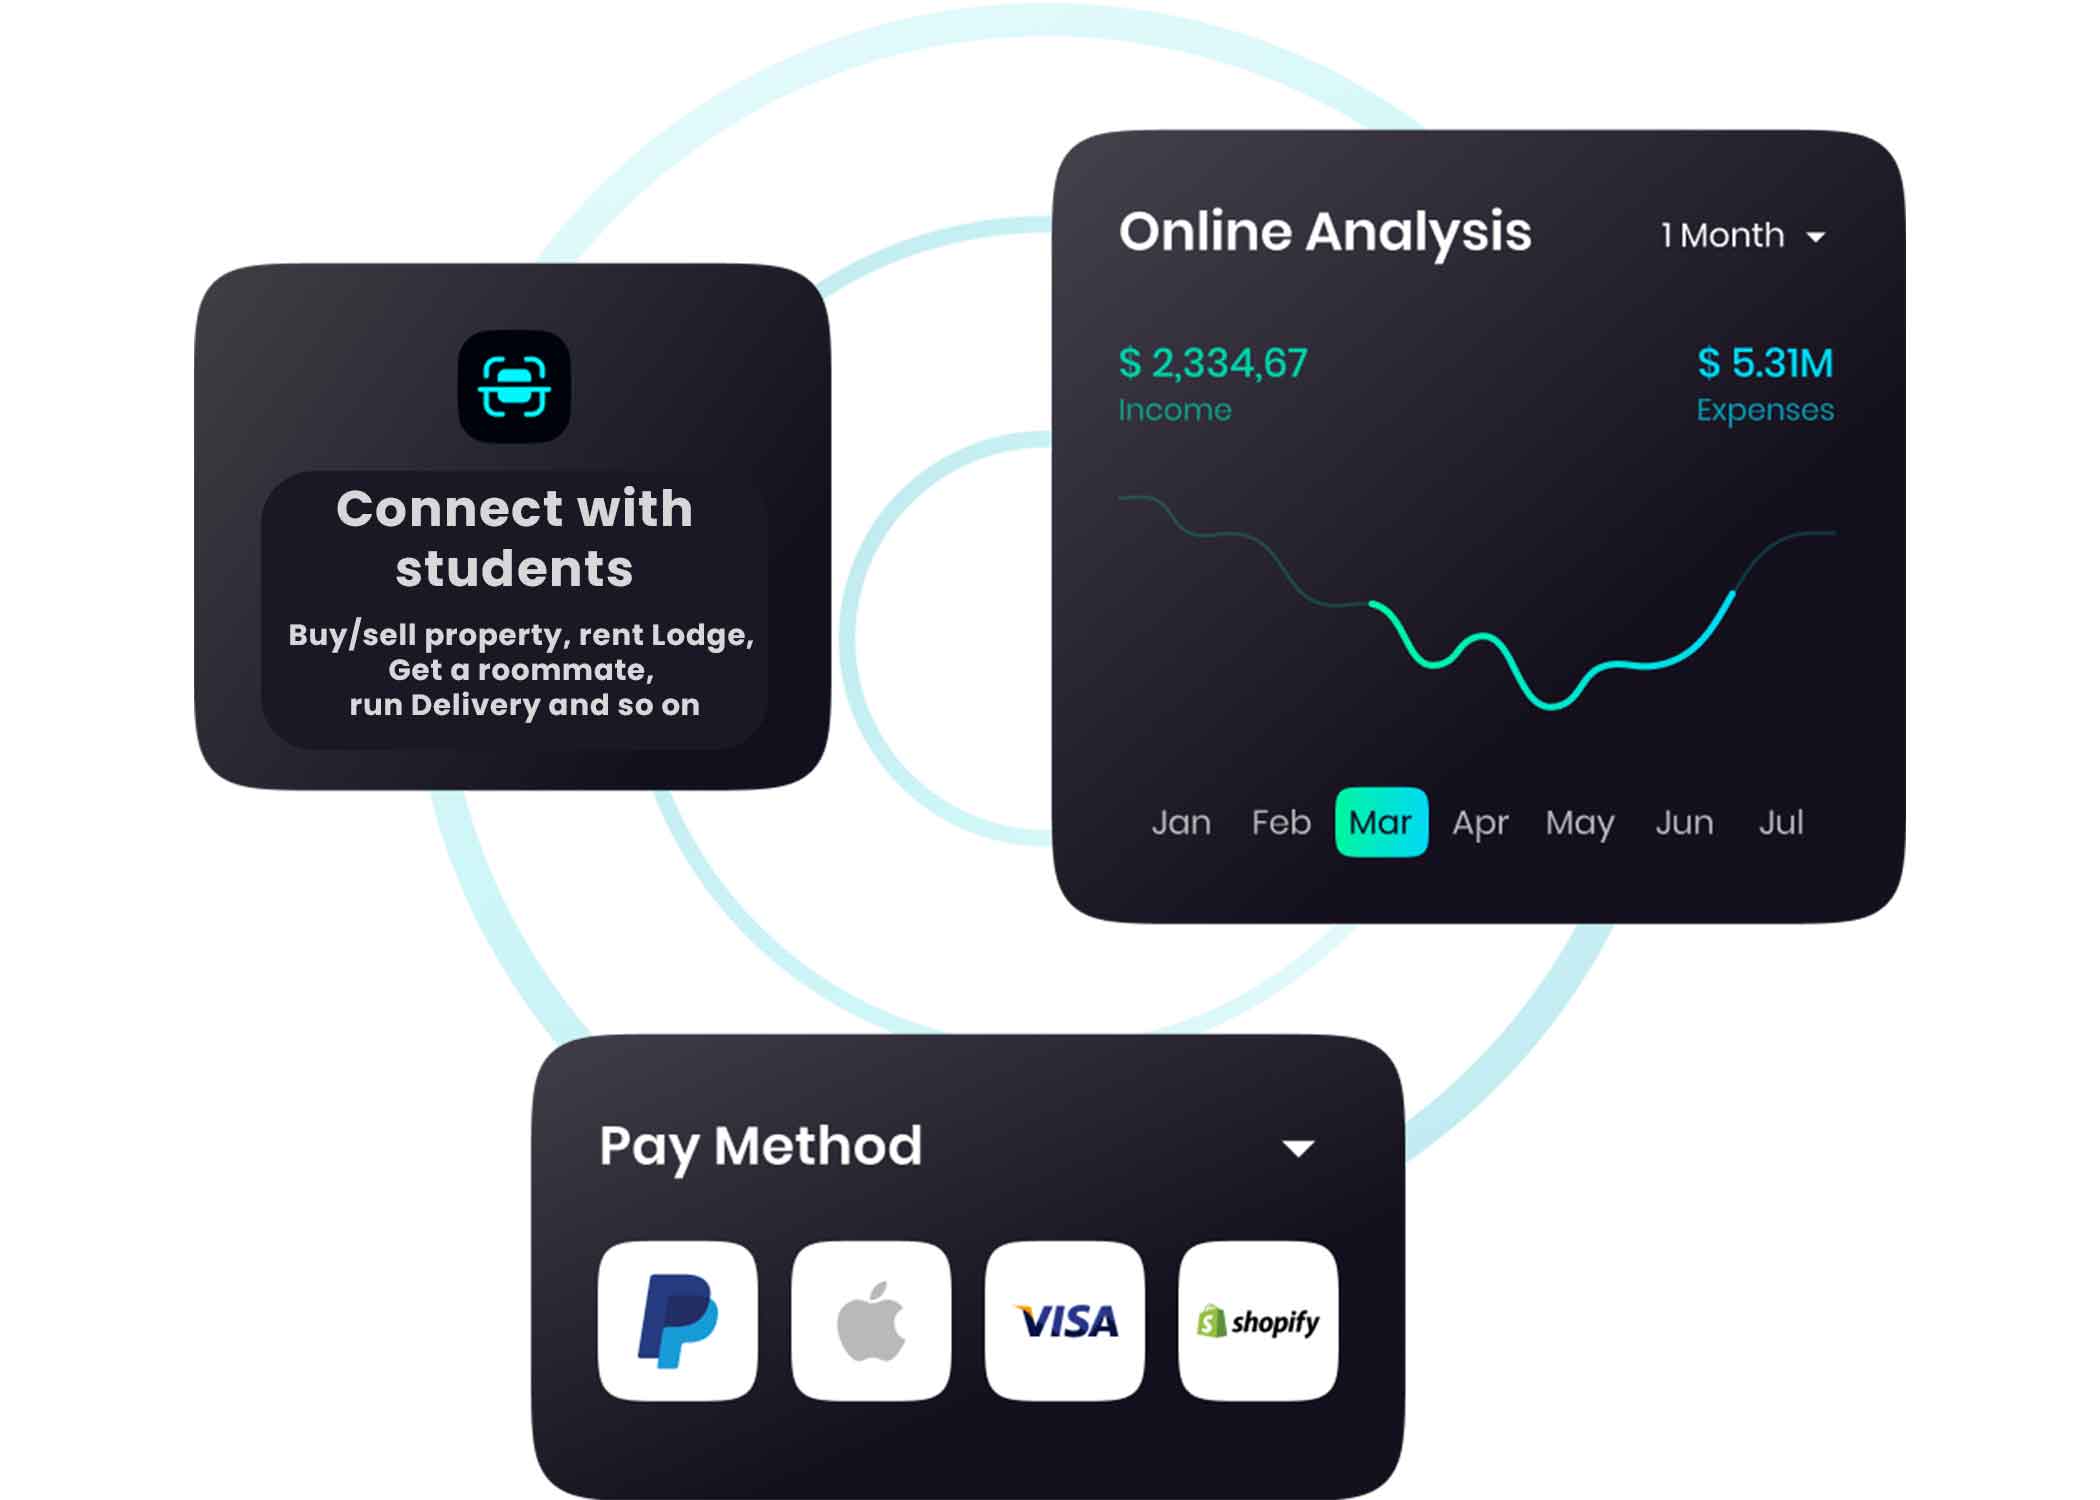 Connect with
students
Buy/sell property, rent Lodge,
Get a roommate,
run Delivery and so on
Online Analysis
1 Month
$ 2,334,67
Income
$ 5.31M
Expenses
Jan Feb Mar Apr May Jun Jul
Pay Method
VISA
shopify